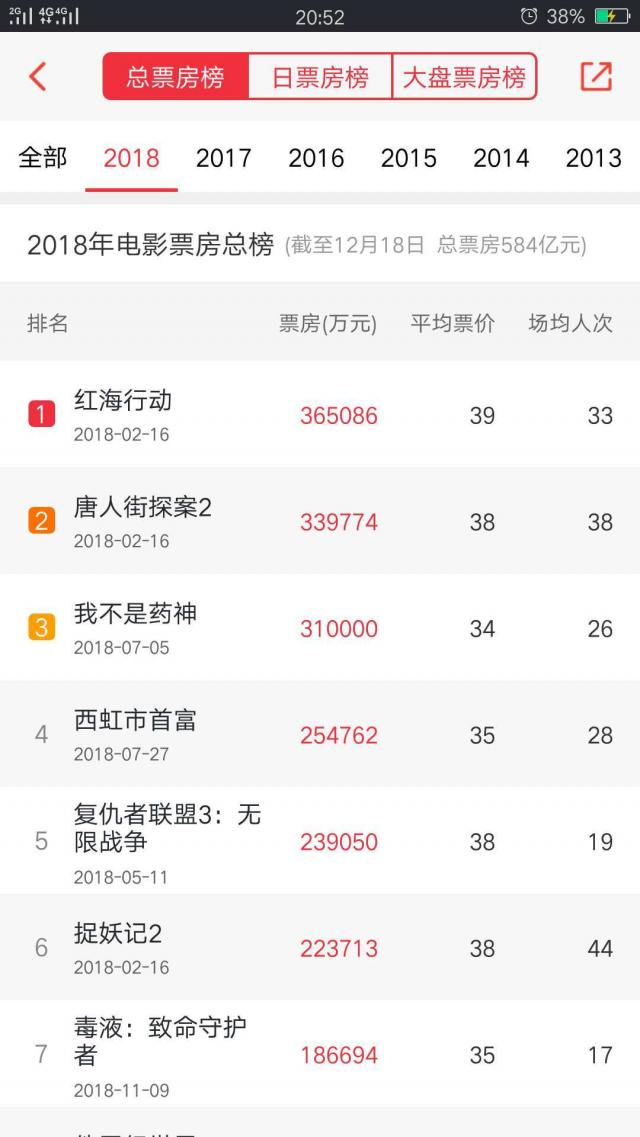 2G 4G 4G 20:52 38%
总票房榜 日票房榜 大盘票房榜
全部 2018 2017 2016 2015 2014 2013
2018年电影票房总榜 (截至12月18日 总票房584亿元)
排名 票房(万元) 平均票价 场均人次
1 红海行动 365086 39 33
2018-02-16
2 唐人街探案2 339774 38 38
2018-02-16
3 我不是药神 310000 34 26
2018-07-05
4 西虹市首富 254762 35 28
2018-07-27
复仇者联盟3：无
5 限战争 239050 38 19
2018-05-11
6 捉妖记2 223713 38 44
2018-02-16
毒液：致命守护
7 者 186694 35 17
2018-11-09